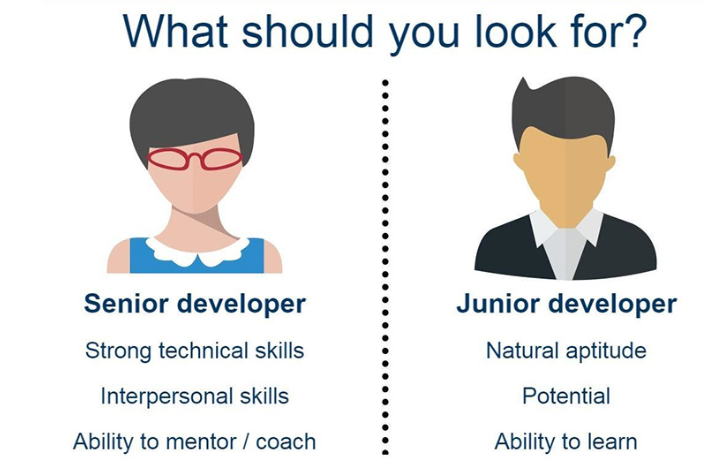 What should you look for?
Senior developer
Strong technical skills
Interpersonal skills
Ability to mentor / coach
Junior developer
Natural aptitude
Potential
Ability to learn